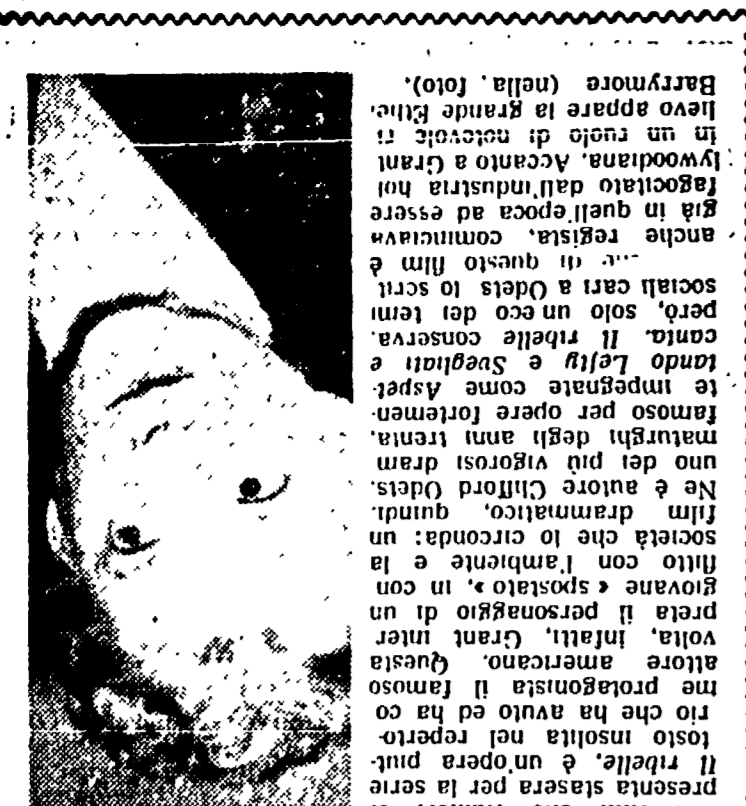 presenta stasera per la serie
Il ribelle, è un'opera piut-
tosto insolita nel reperto-
rio che ha avuto ed ha co
me protagonista il famoso
attore americano. Questa
volta, infatti, Grant inter
preta il personaggio di un
giovane « spostato », in con
flitto con l'ambiente e la
società che lo circonda: un
film drammatico, quindi.
Ne è autore Clifford Odets,
uno dei più vigorosi dram
maturghi degli anni trenta,
famoso per opere fortemen-
te impegnate come Aspet-
tando Lefty e Svegliati e
canta. Il ribelle conserva,
però, solo un eco dei temi
sociali cari a Odets lo scrit
di questo film è
anche regista, cominciava
già in quell'epoca ad essere
fagocitato dall'industria hol
lywoodiana. Accanto a Grant
in un ruolo di notevole ri
lievo appare la grande Ethel
Barrymore (nella foto).